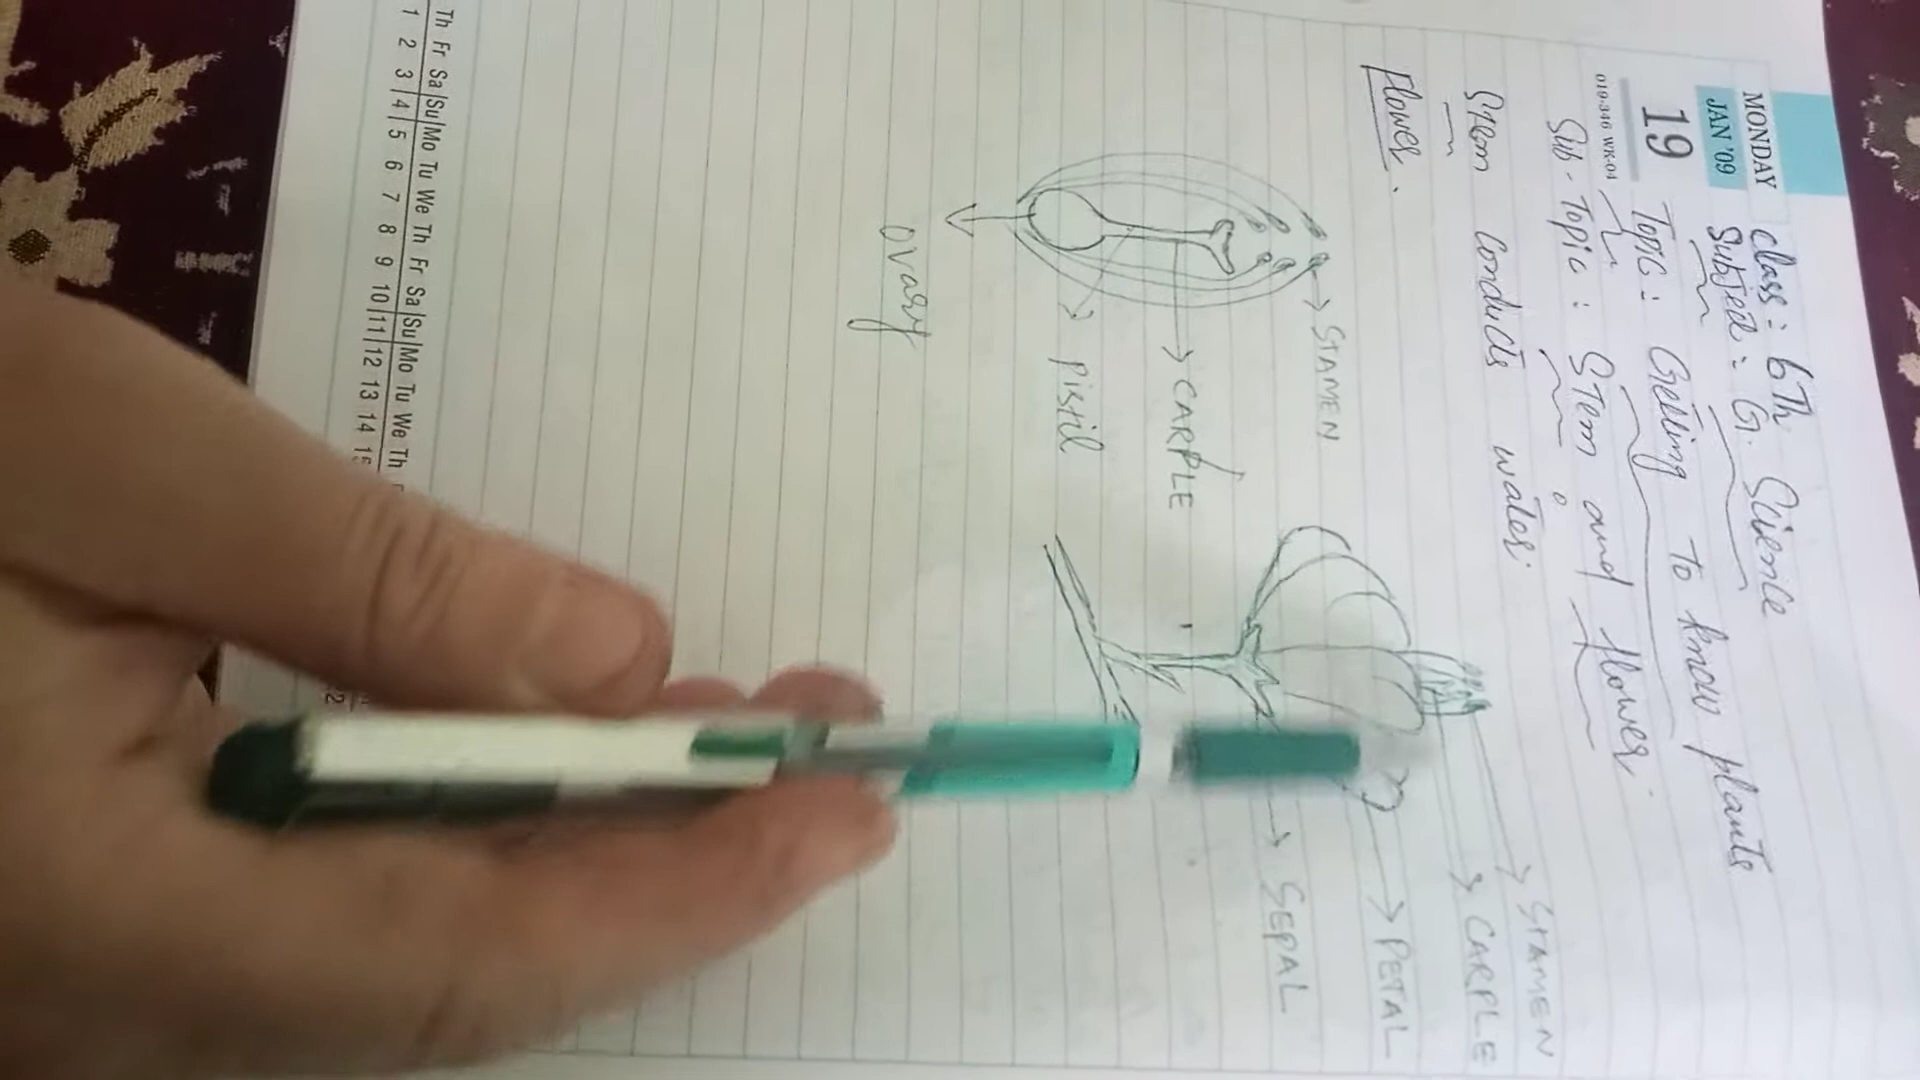 MONDAY
JAN '09
19
019-346 WK-04
Class: 6Th
Subject: G. Science
Topic: Getting To know plants
Sub-Topic: STem and flower.
Stem conducts water.
Flower.
STAMEN
CARPLE
Pistil
ovary
STAMEN
CARPLE
PETAL
SEPAL
Th Fr Sa Su Mo Tu We Th Fr Sa Su Mo Tu We Th
1 2 3 4 5 6 7 8 9 10 11 12 13 14